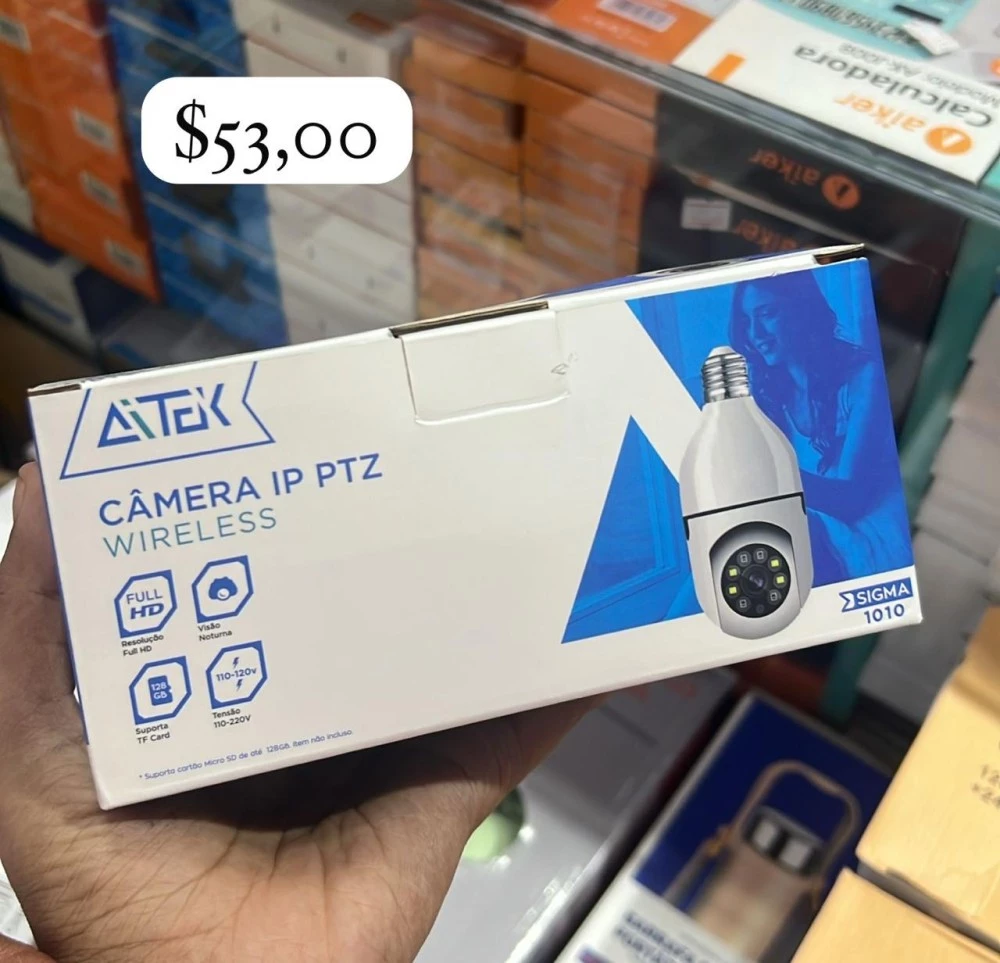 $53,00
aiker
Calculadora
aiker
aiker
AiTEK
CÂMERA IP PTZ
WIRELESS
FULL
HD
Resolução
Full HD
Visão
Noturna
128
GB
Suporta
TF Card
110-120v
Tensão
110-220V
* Suporta cartão Micro SD de até 128GB. Item não incluso.
SIGMA
1010